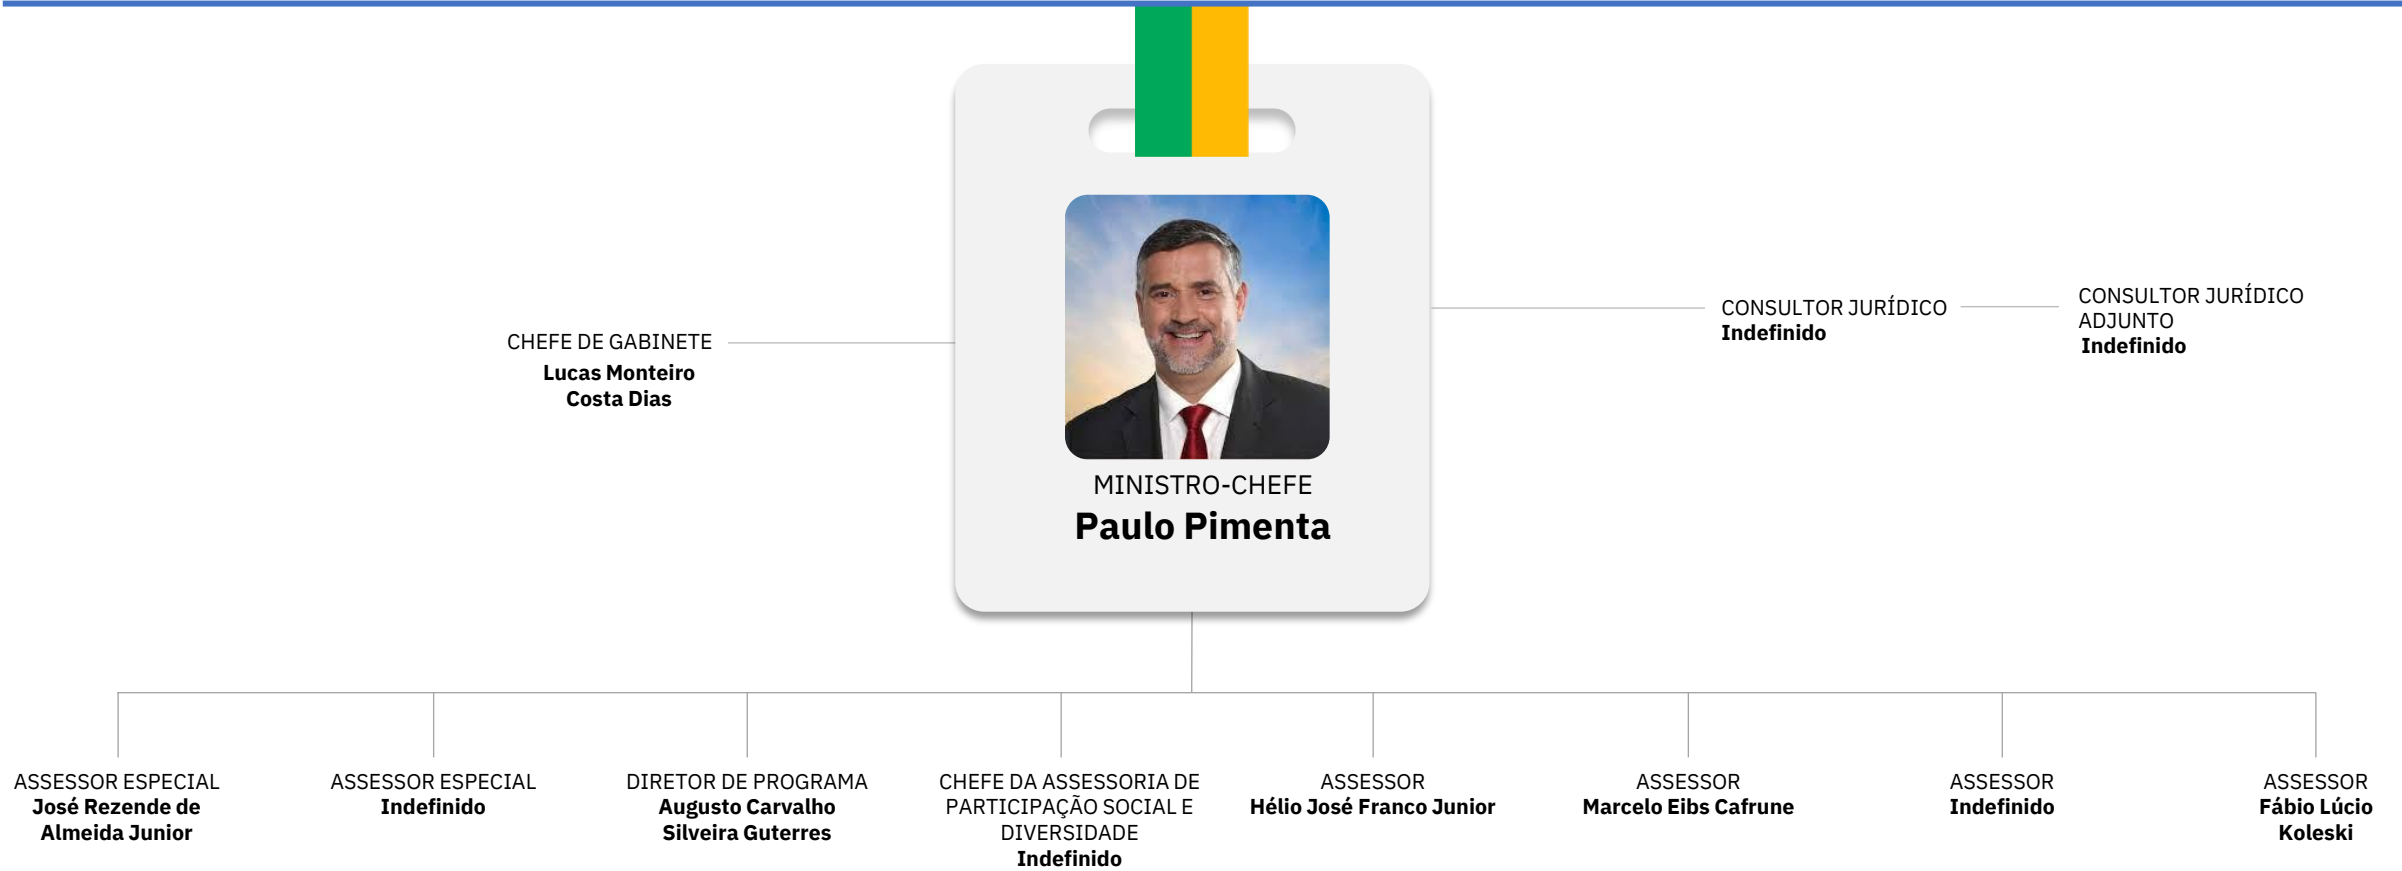 CHEFE DE GABINETE
Lucas Monteiro
Costa Dias
MINISTRO-CHEFE
Paulo Pimenta
CONSULTOR JURÍDICO
Indefinido
CONSULTOR JURÍDICO
ADJUNTO
Indefinido
ASSESSOR ESPECIAL
José Rezende de
Almeida Junior
ASSESSOR ESPECIAL
Indefinido
DIRETOR DE PROGRAMA
Augusto Carvalho
Silveira Guterres
CHEFE DA ASSESSORIA DE
PARTICIPAÇÃO SOCIAL E
DIVERSIDADE
Indefinido
ASSESSOR
Hélio José Franco Junior
ASSESSOR
Marcelo Eibs Cafrune
ASSESSOR
Indefinido
ASSESSOR
Fábio Lúcio
Koleski